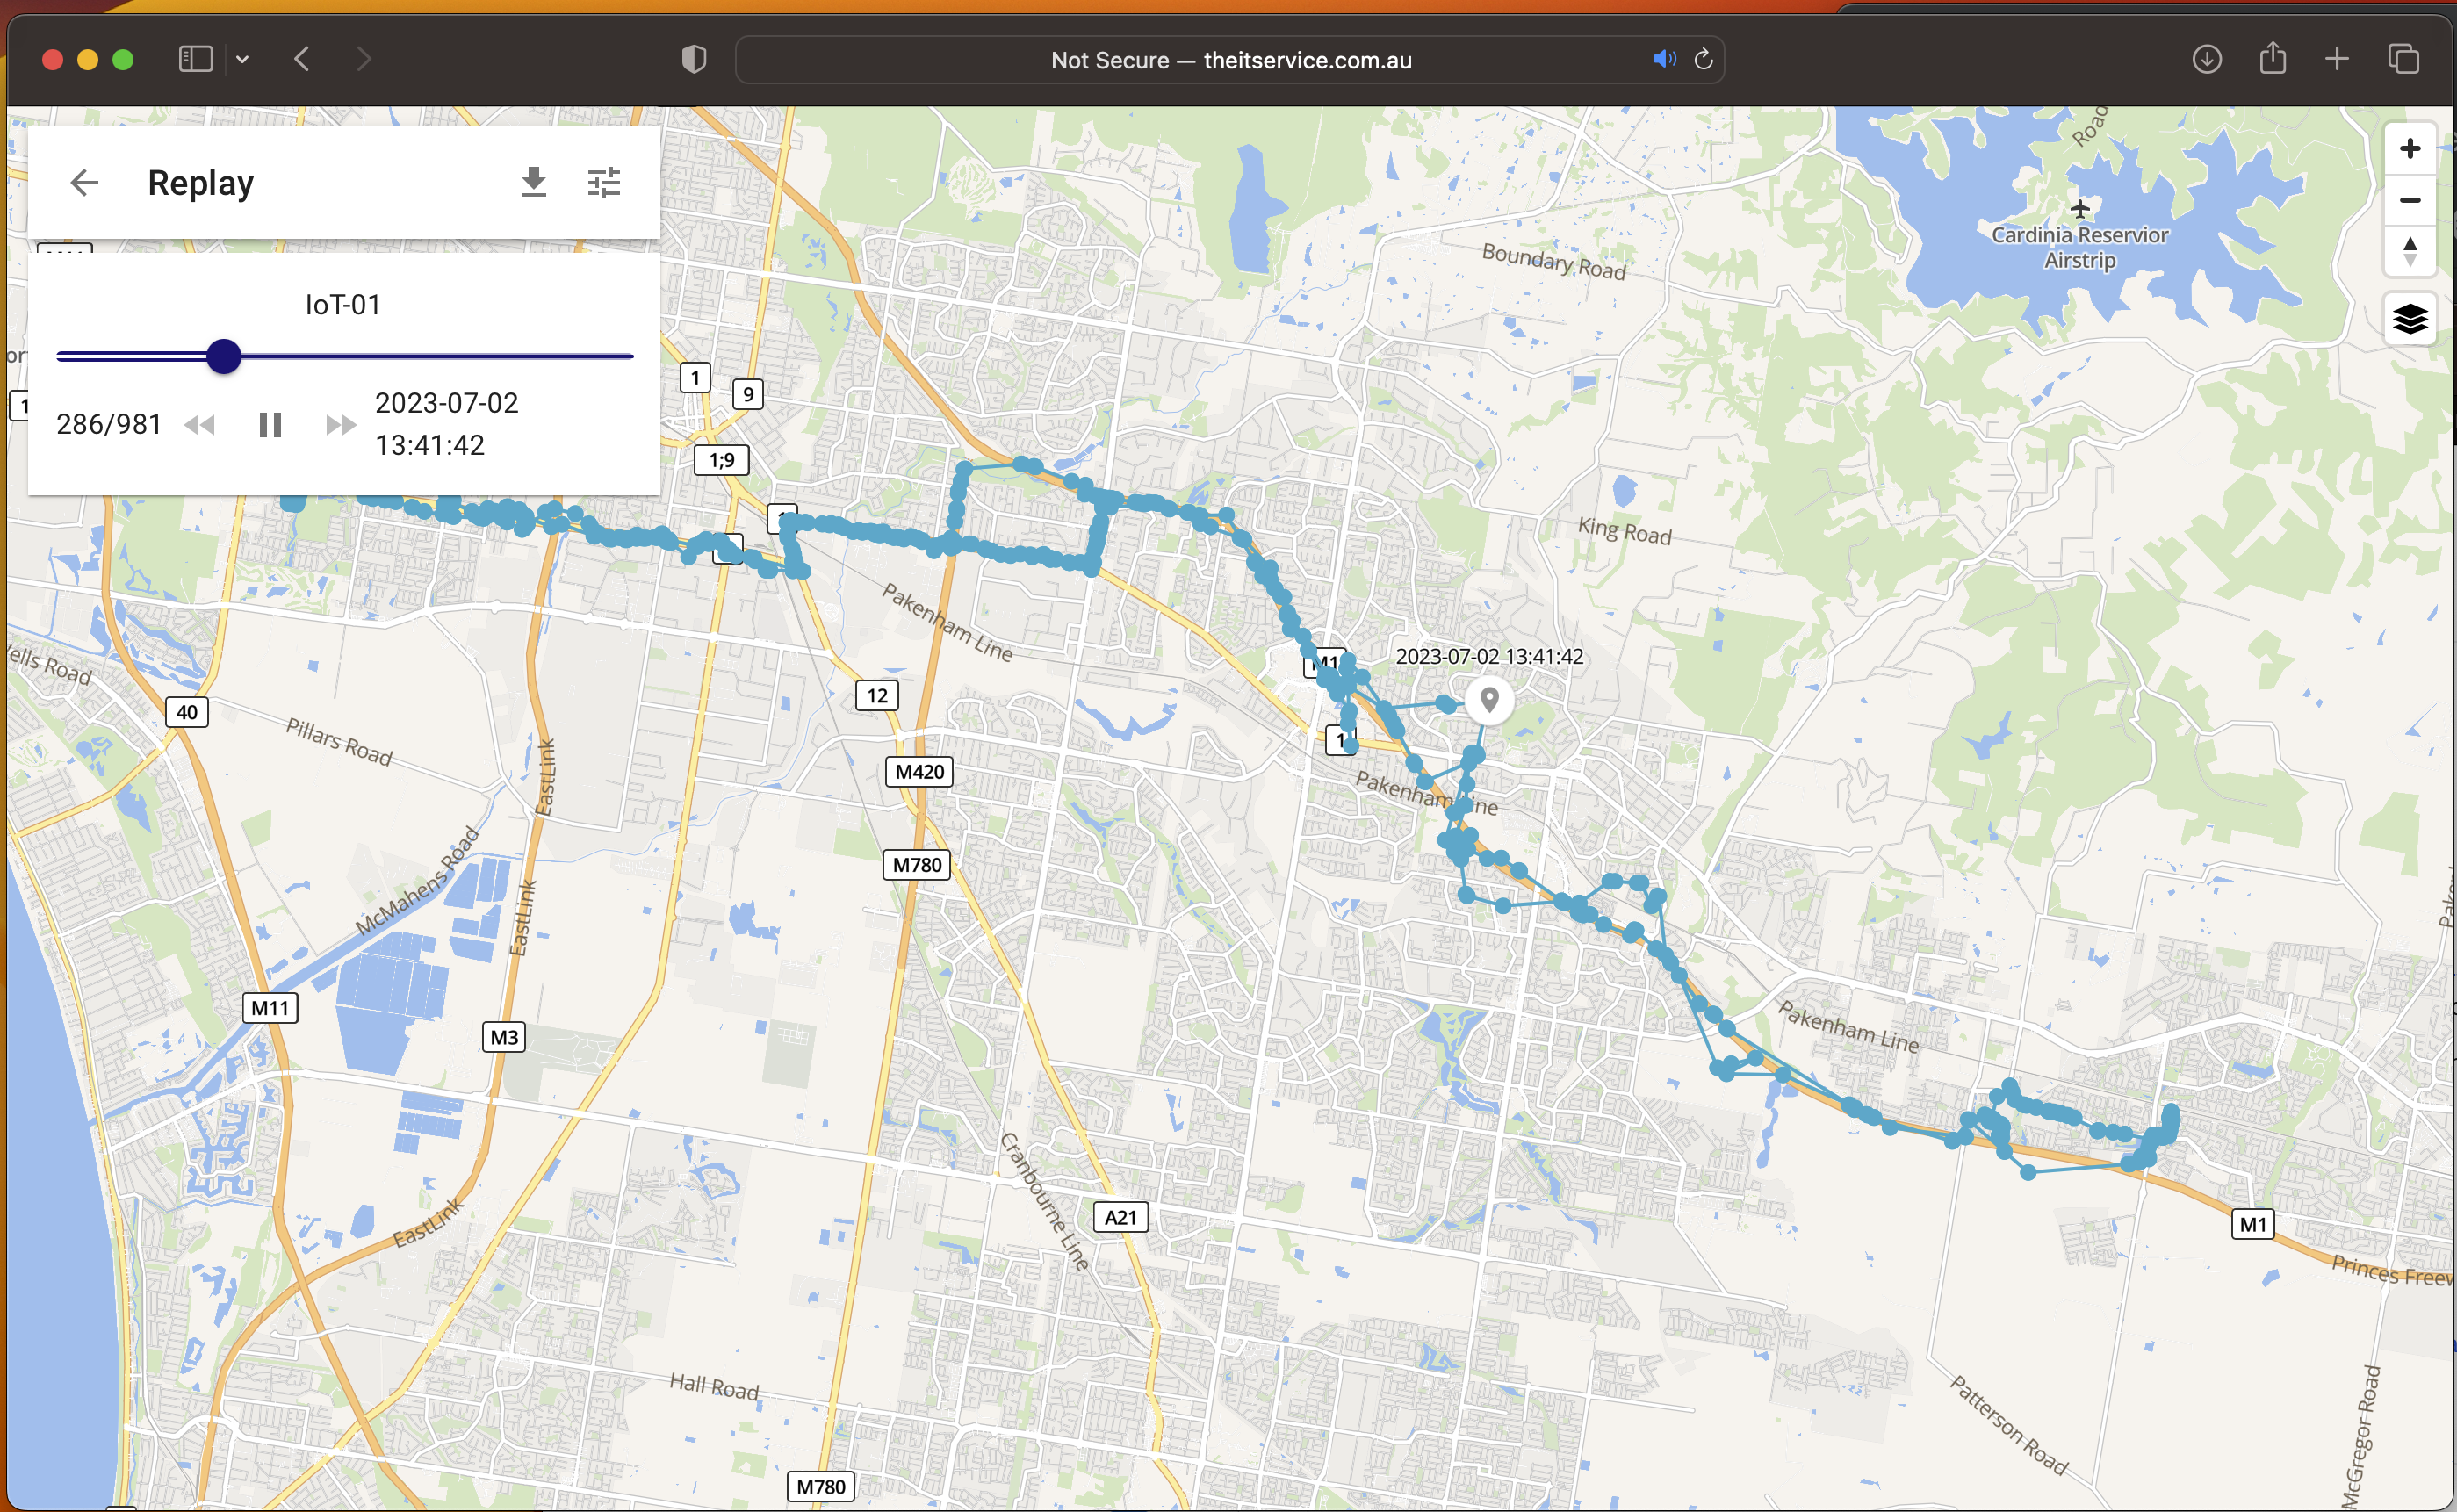 Not Secure — theitservice.com.au
Replay
IoT-01
286/981
2023-07-02
13:41:42
Road
Cardinia Reservior
Airstrip
Boundary Road
1
9
1;9
King Road
Pakenham Line
M1
2023-07-02 13:41:42
40
12
Pillars Road
EastLink
1
M420
Pakenham Line
M780
McMahens Road
EastLink
M11
M3
Pakenham Line
Cranbourne Line
A21
EastLink
M1
Princes Freew
Hall Road
Patterson Road
McGregor Road
M780